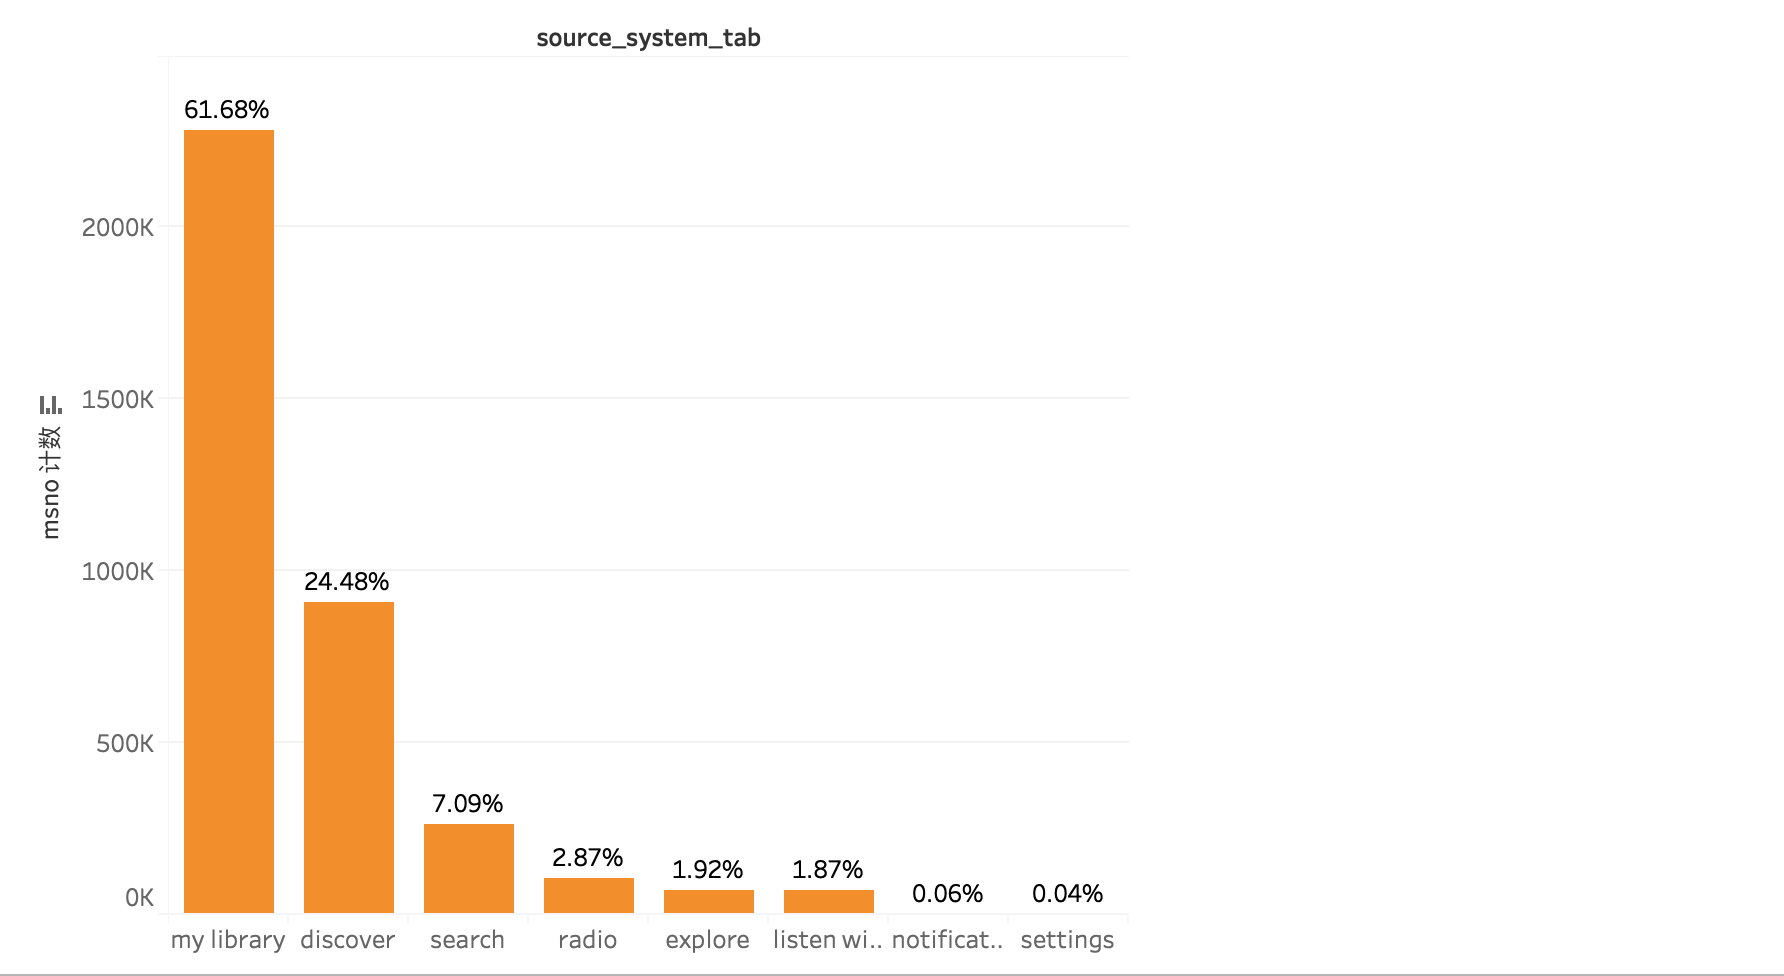 source_system_tab
61.68%
2000K
1500K
msno 计数
1000K
24.48%
500K
7.09%
2.87%
1.92%
1.87%
0.06%
0.04%
0K
my library discover search radio explore listen wi.. notificat.. settings